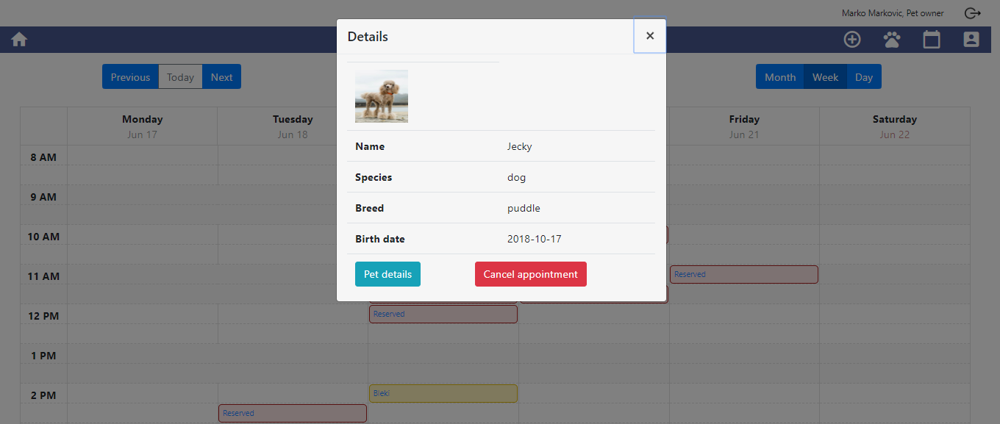 Marko Markovic, Pet owner
Details
×
Previous
Today
Next
Month
Week
Day
Monday
Jun 17
Tuesday
Jun 18
Friday
Jun 21
Saturday
Jun 22
Name Jecky
Species dog
Breed puddle
Birth date 2018-10-17
Pet details
Cancel appointment
8 AM
9 AM
10 AM
11 AM
Reserved
12 PM
Reserved
1 PM
2 PM
Bleki
Reserved